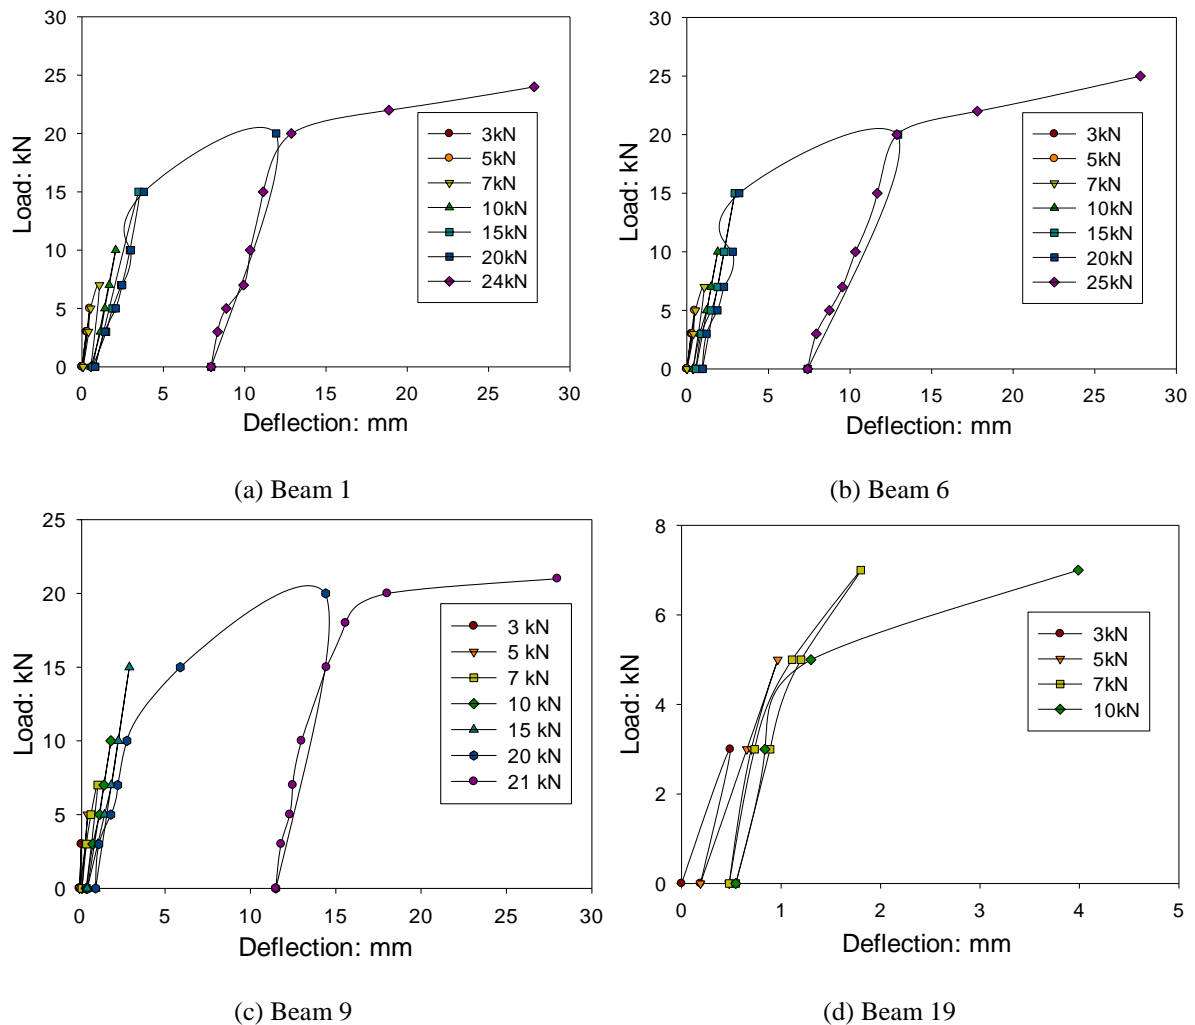 30
25
20
15
10
5
0
Load: kN
3kN
5kN
7kN
10kN
15kN
20kN
24kN
0 5 10 15 20 25 30
Deflection: mm
(a) Beam 1
30
25
20
15
10
5
0
Load: kN
3kN
5kN
7kN
10kN
15kN
20kN
25kN
0 5 10 15 20 25 30
Deflection: mm
(b) Beam 6
25
20
15
10
5
0
Load: kN
3 kN
5 kN
7 kN
10 kN
15 kN
20 kN
21 kN
0 5 10 15 20 25 30
Deflection: mm
(c) Beam 9
8
6
4
2
0
Load: kN
3kN
5kN
7kN
10kN
0 1 2 3 4 5
Deflection: mm
(d) Beam 19